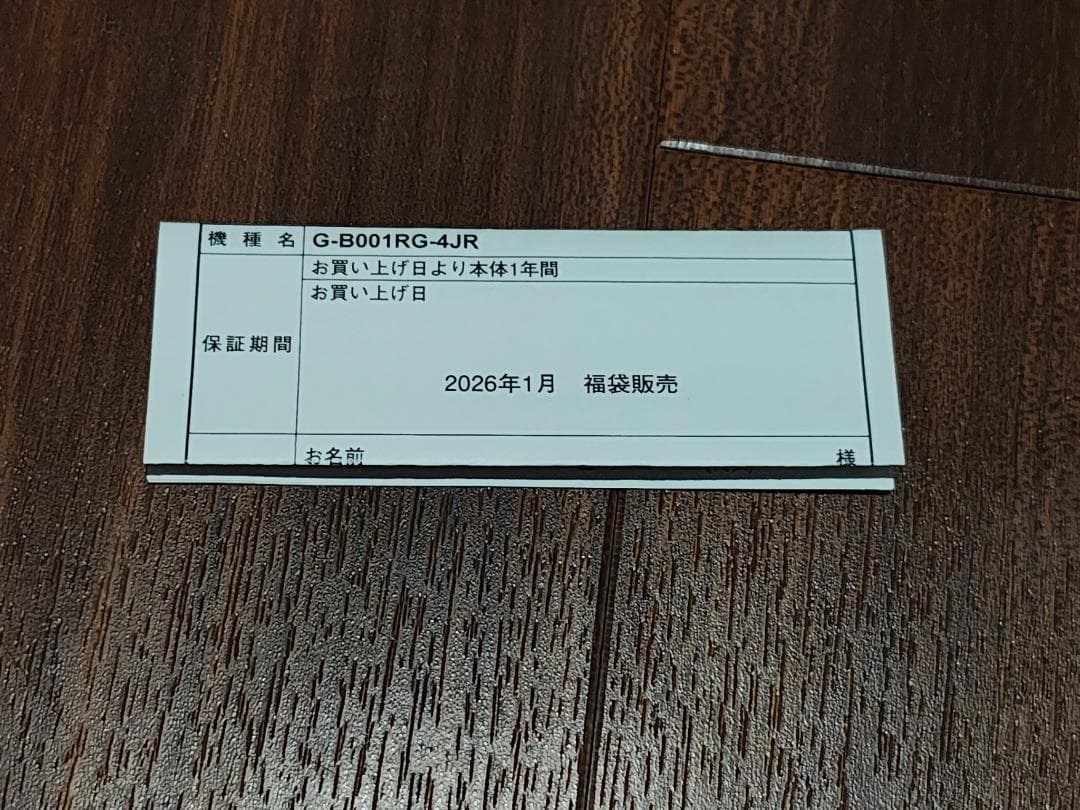 機種名 G-B001RG-4JR
お買い上げ日より本体1年間
お買い上げ日
保証期間
2026年1月 福袋販売
お名前 様